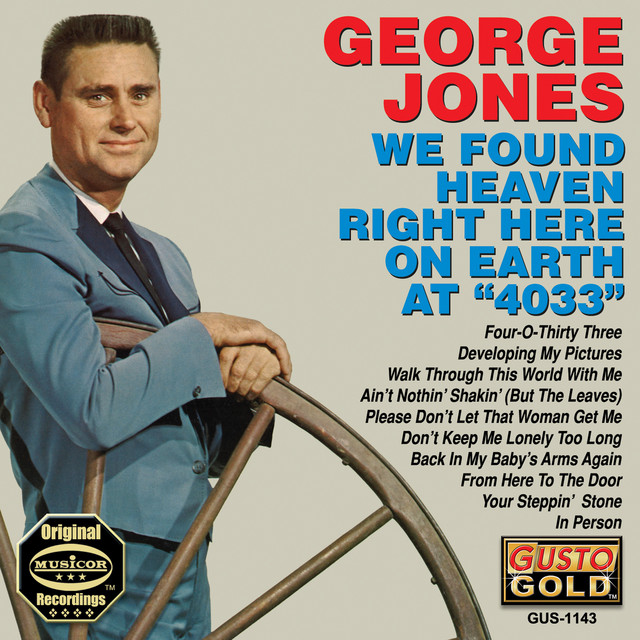 GEORGE
JONES
WE FOUND
HEAVEN
RIGHT HERE
ON EARTH
AT “4033”
Four-O-Thirty Three
Developing My Pictures
Walk Through This World With Me
Ain't Nothin' Shakin' (But The Leaves)
Please Don't Let That Woman Get Me
Don't Keep Me Lonely Too Long
Back In My Baby's Arms Again
From Here To The Door
Your Steppin' Stone
In Person
Original
MUSICOR
TM
Recordings
GUSTO
GOLD TM
GUS-1143